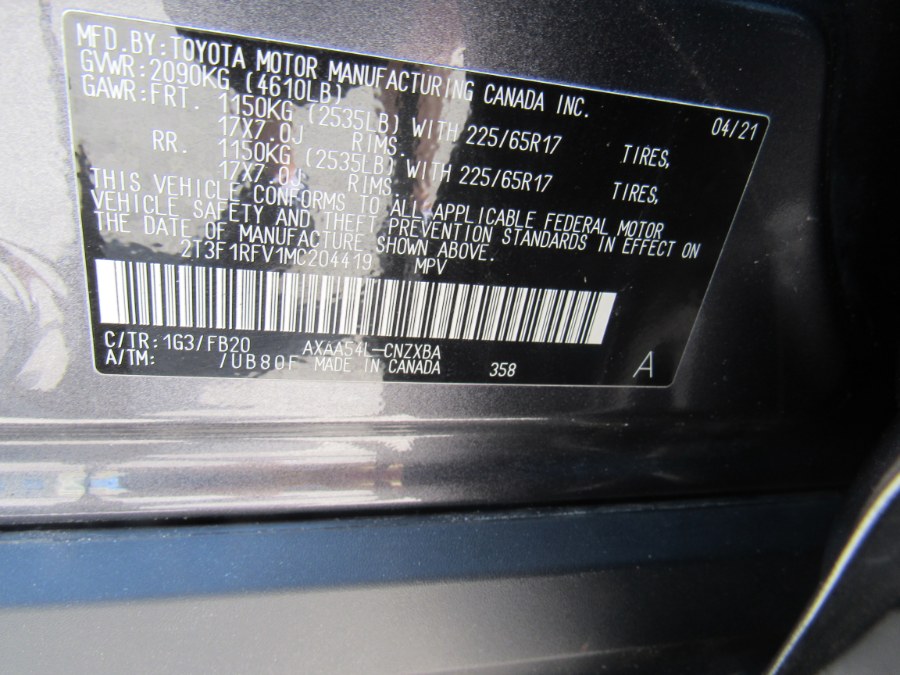 MFD.BY:TOYOTA MOTOR MANUFACTURING CANADA INC.
GVWR:2090KG (4610LB) 04/21
GAWR:FRT. 1150KG (2535LB) WITH 225/65R17 TIRES,
17X7.0J RIMS.
RR. 1150KG (2535LB) WITH 225/65R17 TIRES,
17X7.0J RIMS.
THIS VEHICLE CONFORMS TO ALL APPLICABLE FEDERAL MOTOR
VEHICLE SAFETY AND THEFT PREVENTION STANDARDS IN EFFECT ON
THE DATE OF MANUFACTURE SHOWN ABOVE.
2T3F1RFV1MC204419 MPV
C/TR:1G3/FB20 AXAA54L-CNZXBA
A/TM: /UB80F MADE IN CANADA 358 A